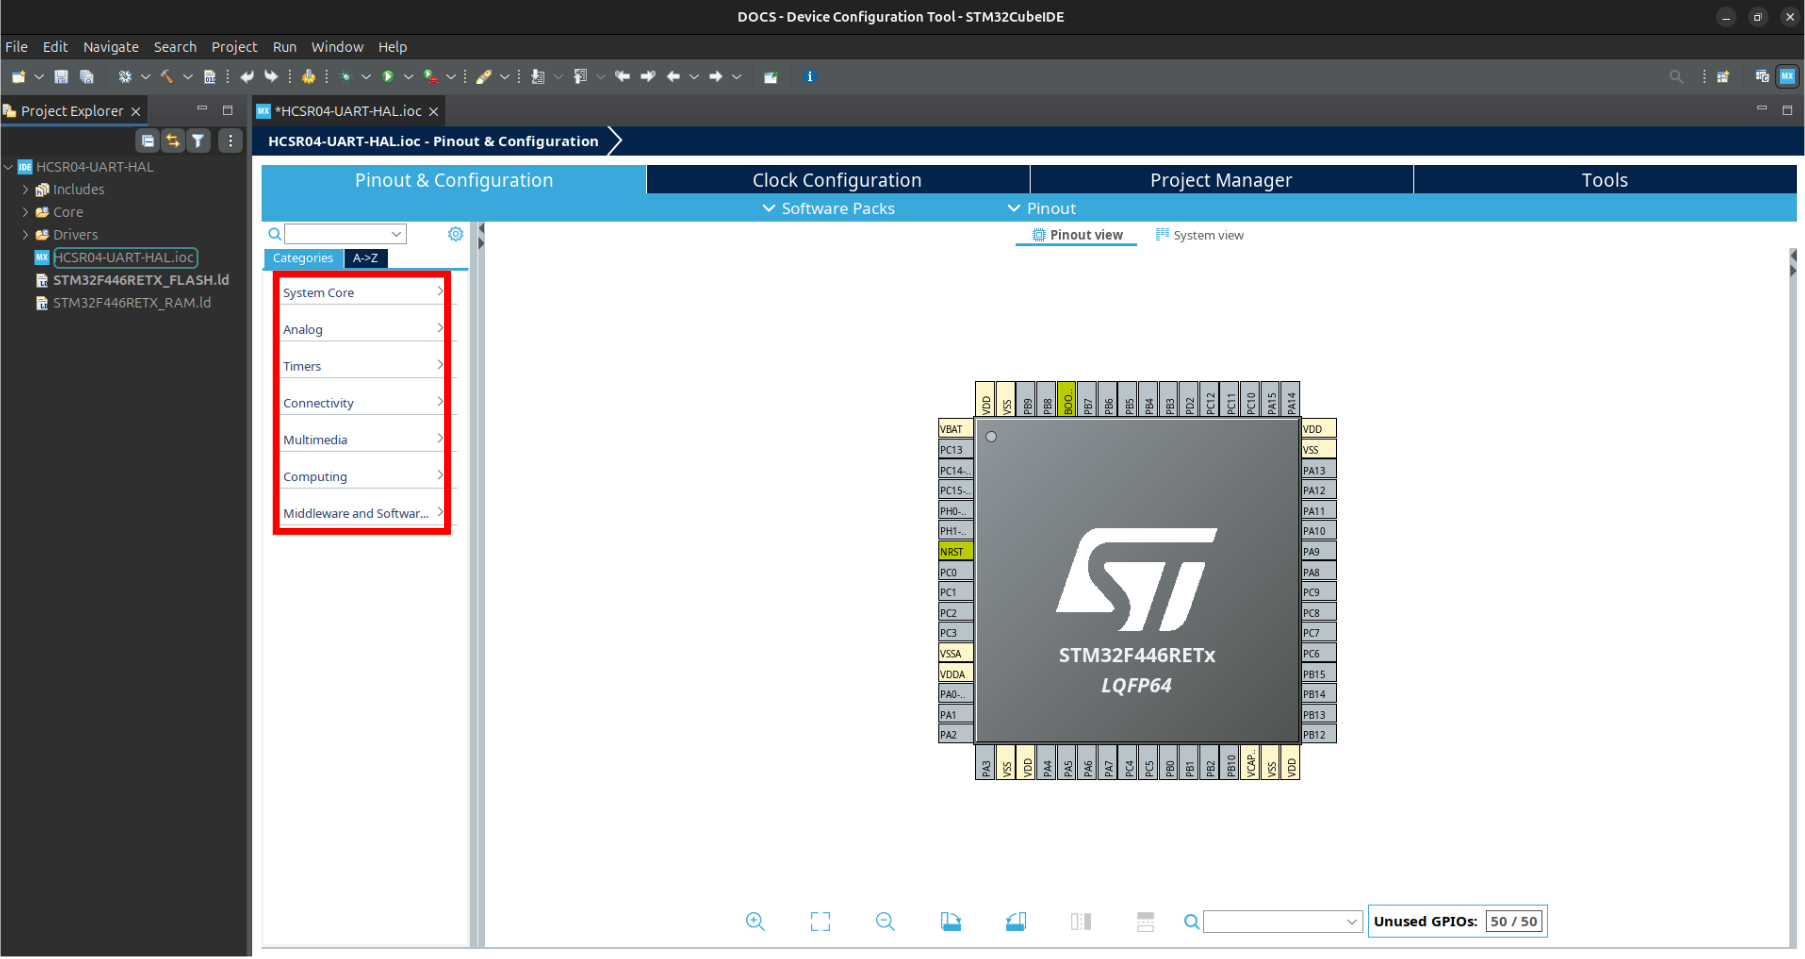 DOCS - Device Configuration Tool - STM32CubeIDE
File Edit Navigate Search Project Run Window Help
Project Explorer
*HCSR04-UART-HAL.ioc
HCSR04-UART-HAL.ioc - Pinout & Configuration
IDE HCSR04-UART-HAL
Includes
Core
Drivers
MX HCSR04-UART-HAL.ioc
STM32F446RETX_FLASH.ld
STM32F446RETX_RAM.ld
Pinout & Configuration
Clock Configuration
Project Manager
Tools
Software Packs
Pinout
Pinout view
System view
Categories
A->Z
System Core
Analog
Timers
Connectivity
Multimedia
Computing
Middleware and Softwar...
VDD VSS PB9 PB8 BOO.. PB7 PB6 PB5 PB4 PB3 PD2 PC12 PC11 PC10 PA15 PA14
VBAT
PC13
PC14-..
PC15-..
PH0-..
PH1-..
NRST
PC0
PC1
PC2
PC3
VSSA
VDDA
PA0-..
PA1
PA2
ST
STM32F446RETx
LQFP64
VDD
VSS
PA13
PA12
PA11
PA10
PA9
PA8
PC9
PC8
PC7
PC6
PB15
PB14
PB13
PB12
PA3 VSS VDD PA4 PA5 PA6 PA7 PC4 PC5 PB0 PB1 PB2 PB10 VCAP.. VSS VDD
Unused GPIOs: 50 / 50